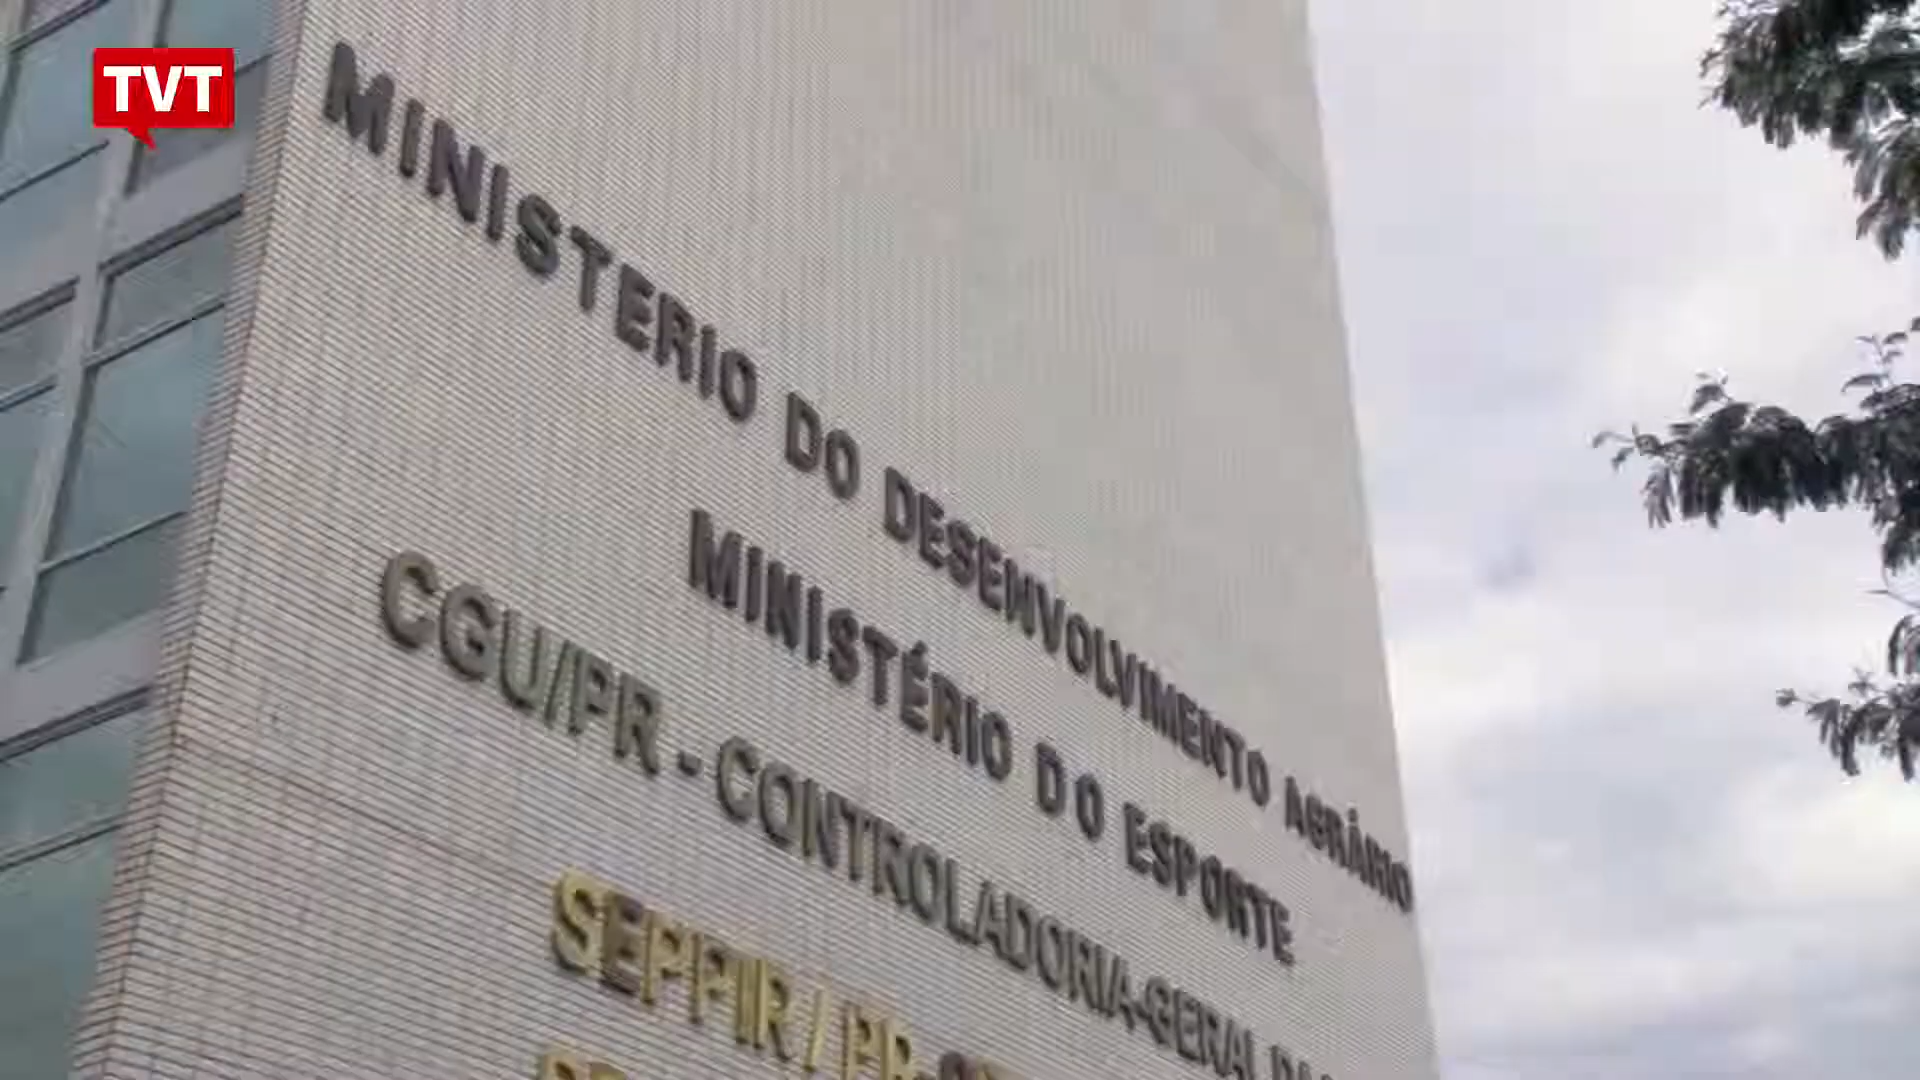 TVT
MINISTERIO DO DESENVOLVIMENTO AGRÁRIO
MINISTÉRIO DO ESPORTE
CGU/PR - CONTROLADORIA-GERAL
SEPPIR / PR